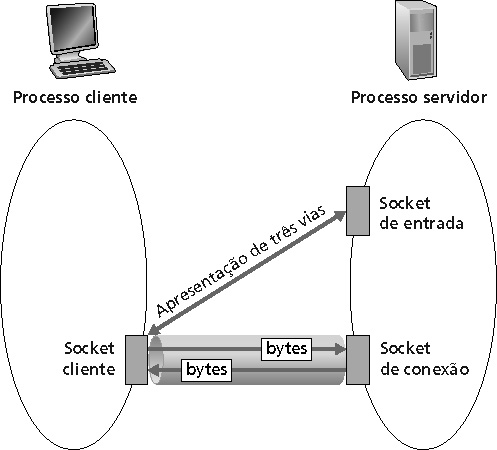 Processo cliente
Processo servidor
Socket
de entrada
Apresentação de três vias
Socket
cliente
bytes
bytes
Socket
de conexão